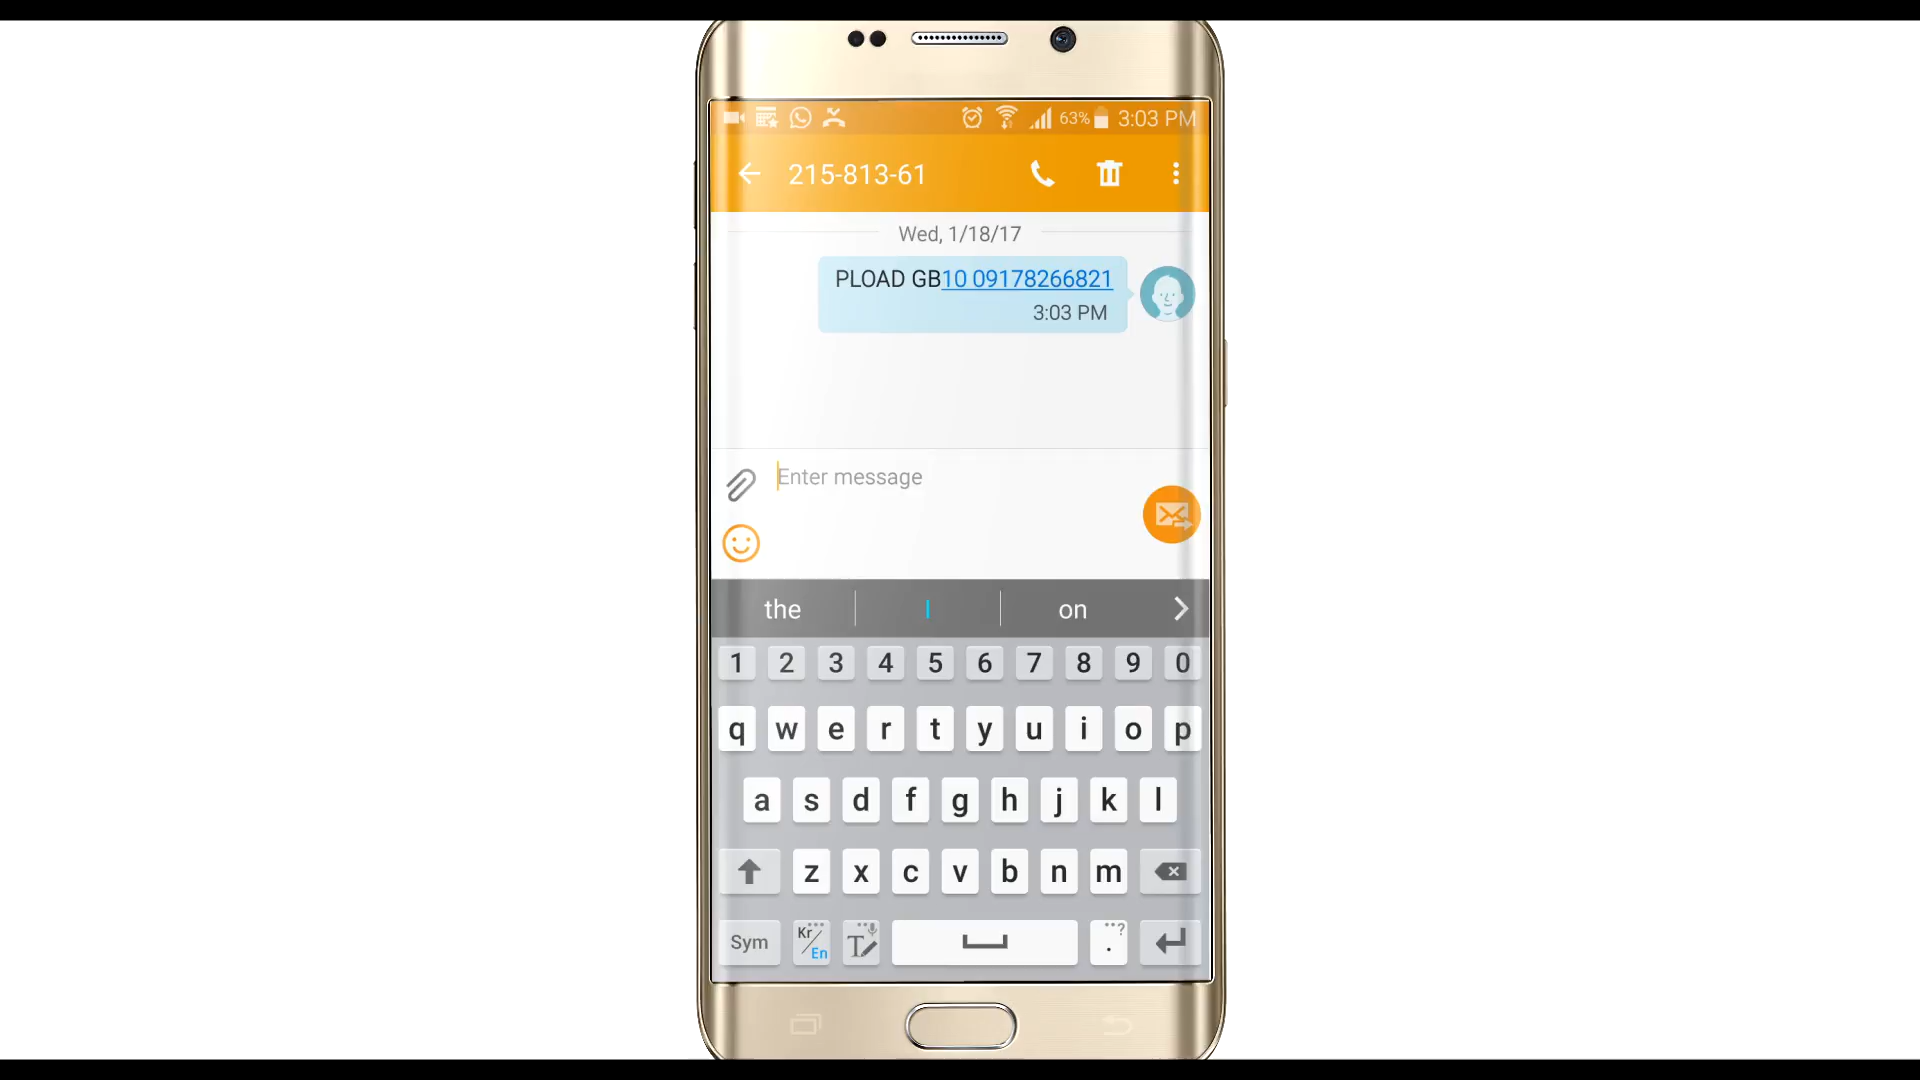 63% 3:03 PM
215-813-61
Wed, 1/18/17
PLOAD GB10 09178266821
3:03 PM
Enter message
the I on
1 2 3 4 5 6 7 8 9 0
q w e r t y u i o p
a s d f g h j k l
z x c v b n m
Sym Kr/En T . ?